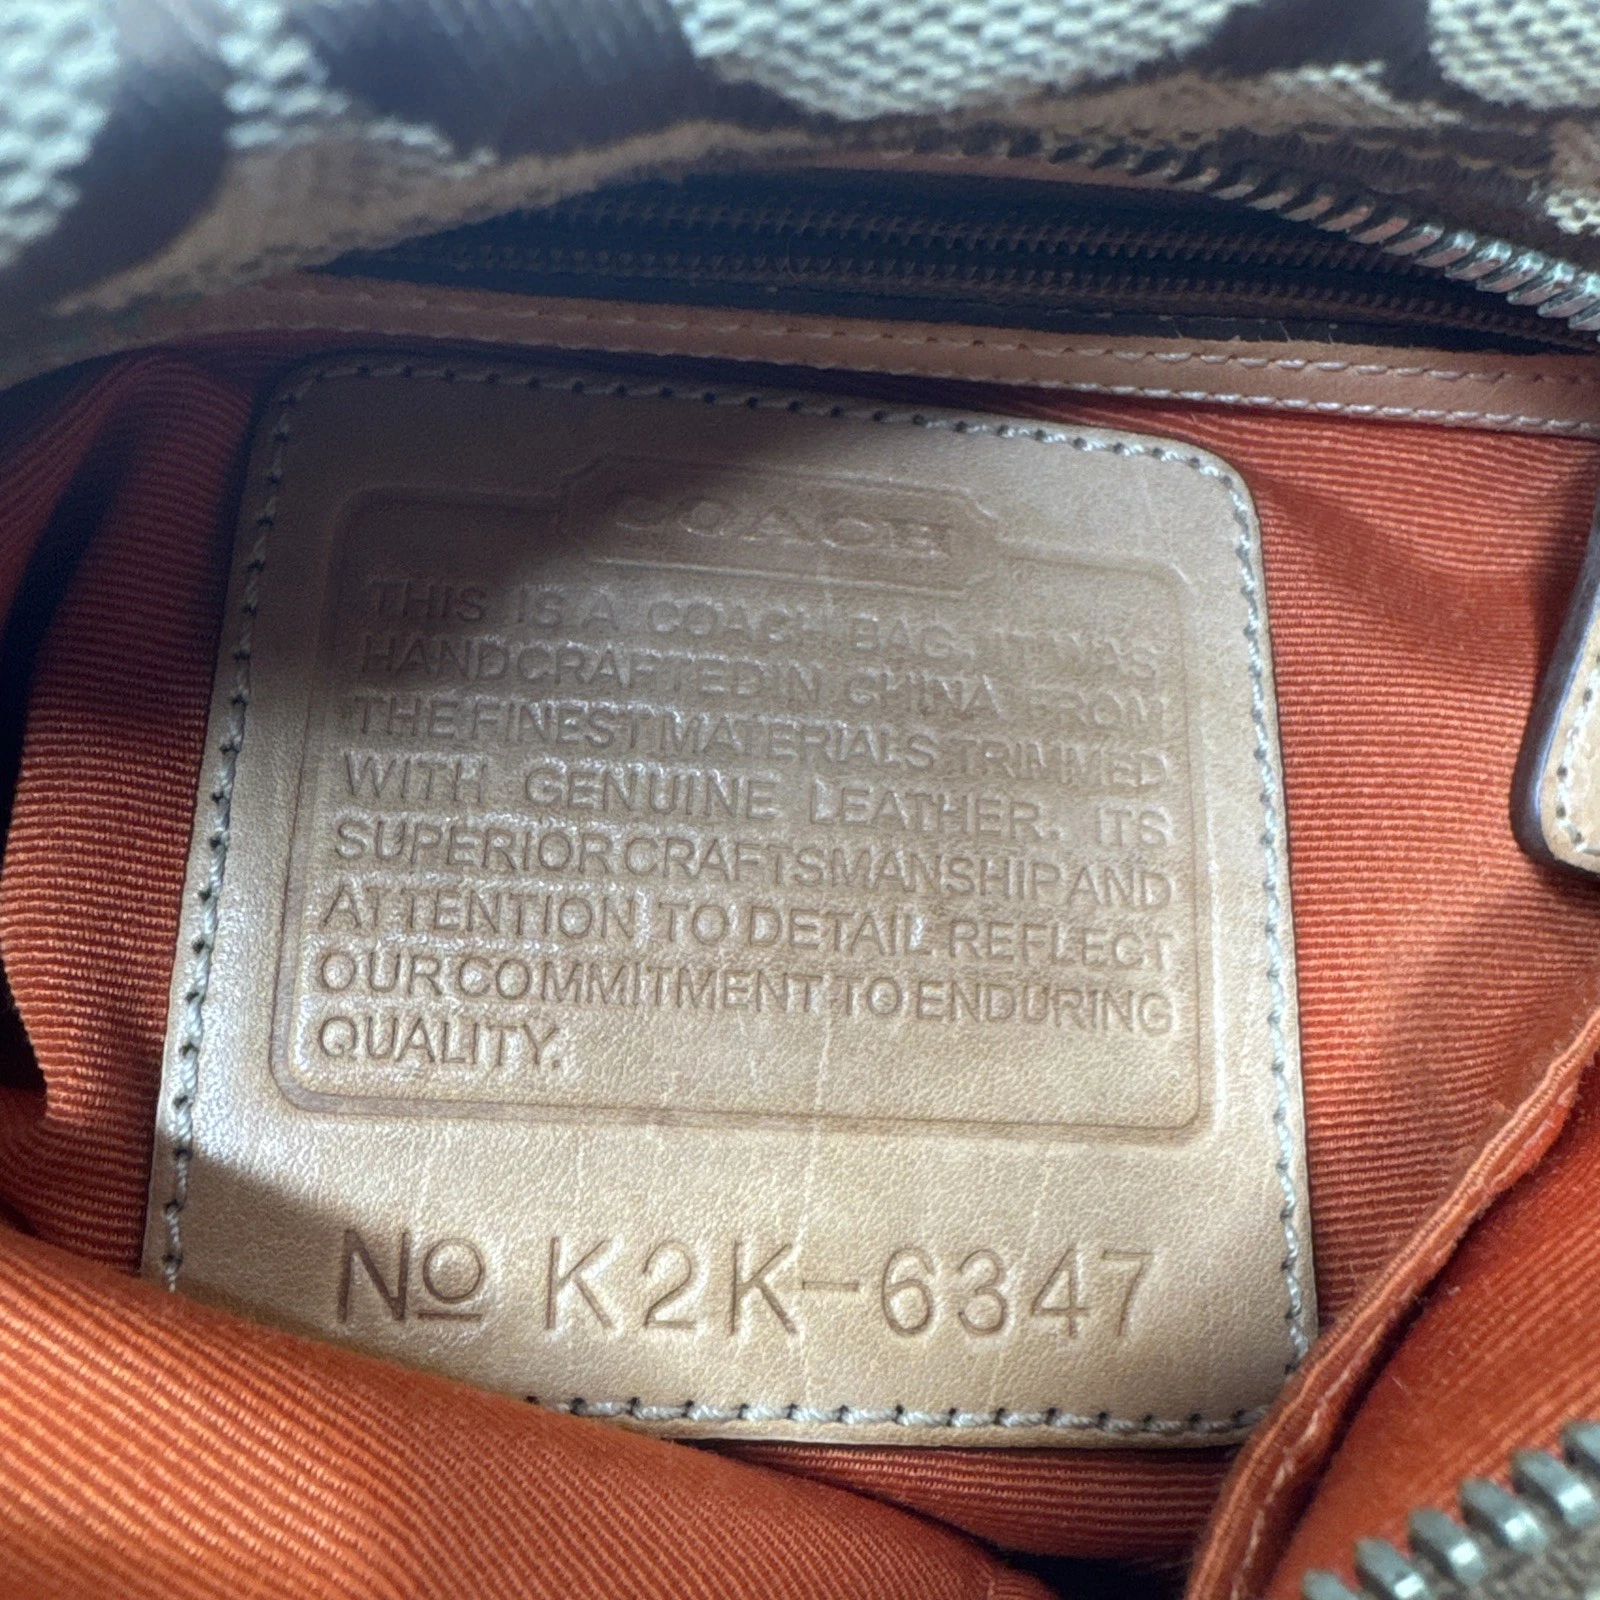 COACH
THIS IS A COACH BAG. IT WAS
HANDCRAFTED IN CHINA FROM
THE FINEST MATERIALS TRIMMED
WITH GENUINE LEATHER. ITS
SUPERIOR CRAFTSMANSHIP AND
ATTENTION TO DETAIL REFLECT
OUR COMMITMENT TO ENDURING
QUALITY.
No K2K-6347